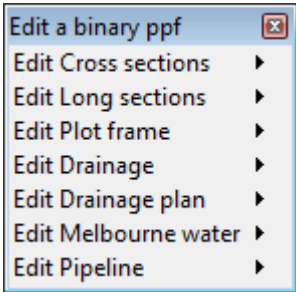 Edit a binary ppf
Edit Cross sections
Edit Long sections
Edit Plot frame
Edit Drainage
Edit Drainage plan
Edit Melbourne water
Edit Pipeline